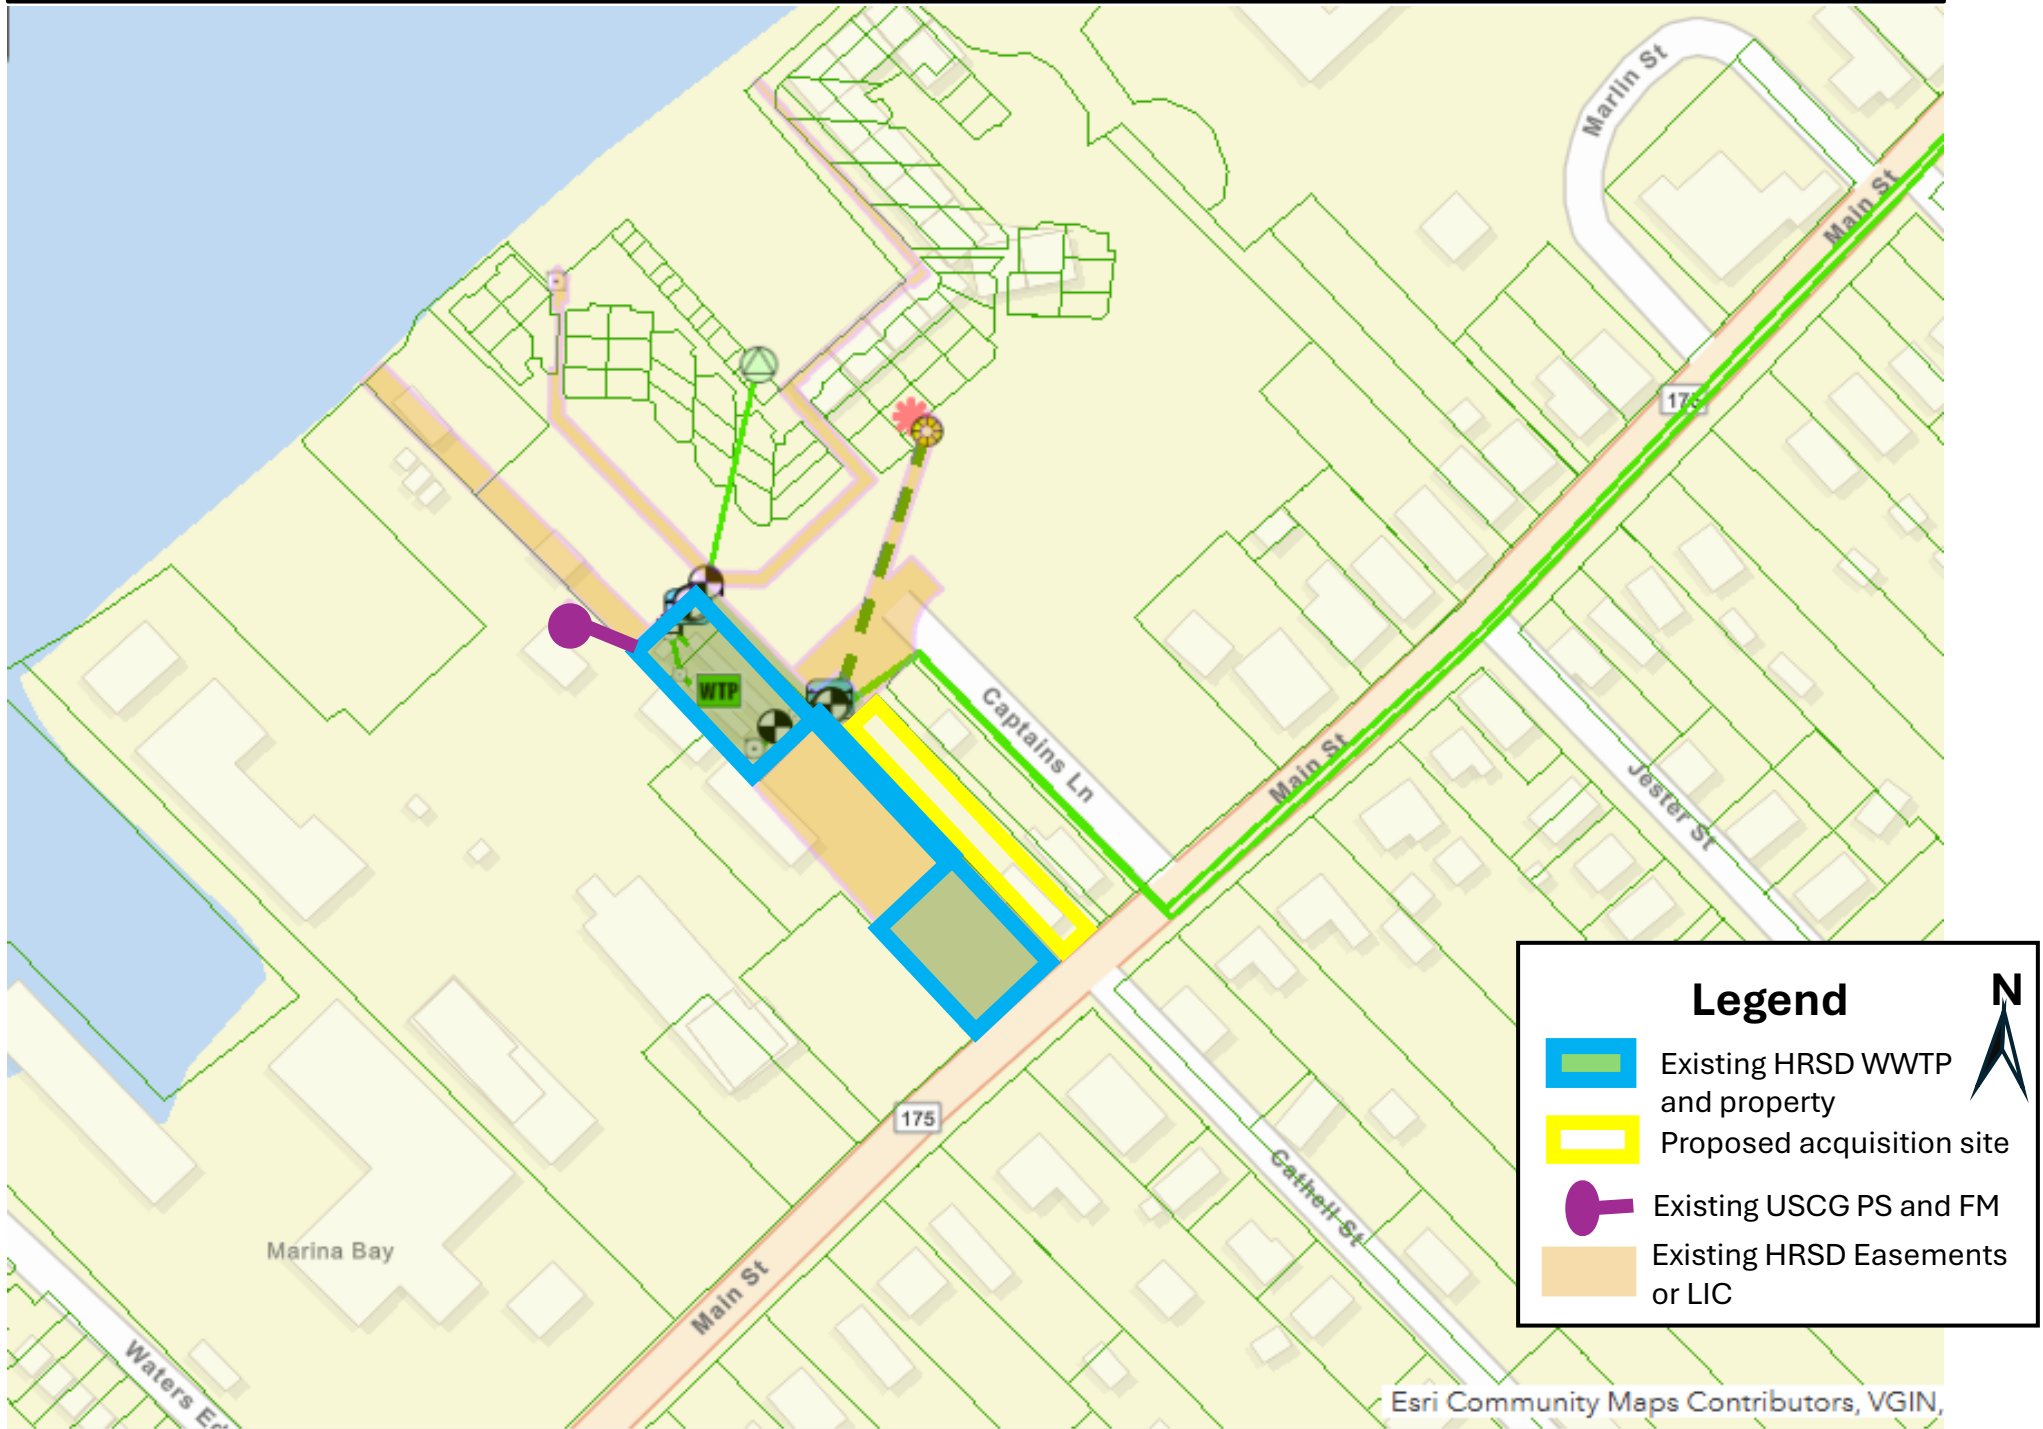 Marlin St
Main St
175
WTP
Captains Ln
Main St
Jester St
175
Cathell St
Marina Bay
Main St
Waters Ed
Legend
N
Existing HRSD WWTP
and property
Proposed acquisition site
Existing USCG PS and FM
Existing HRSD Easements
or LIC
Esri Community Maps Contributors, VGIN,